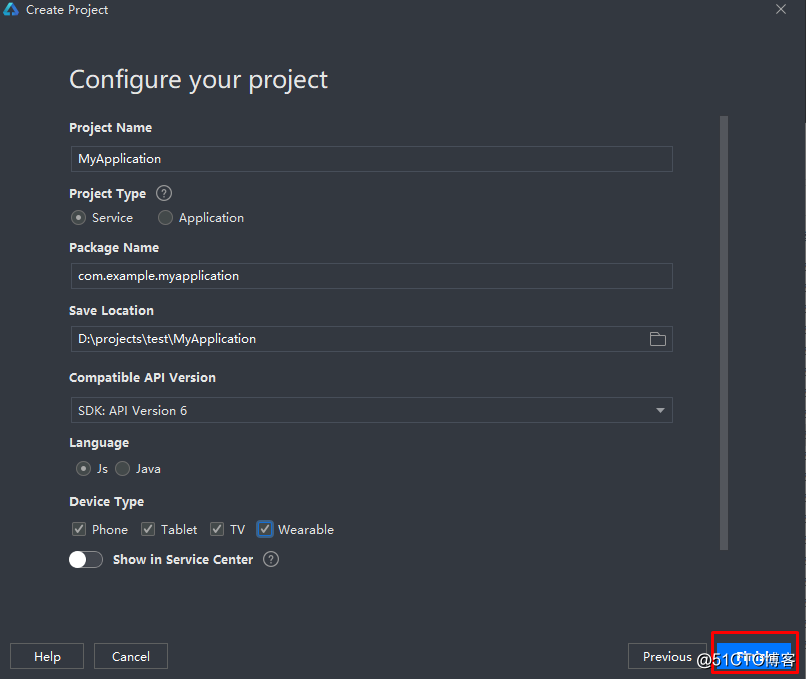 Create Project
Configure your project
Project Name
MyApplication
Project Type ?
Service Application
Package Name
com.example.myapplication
Save Location
D:\projects\test\MyApplication
Compatible API Version
SDK: API Version 6
Language
Js Java
Device Type
Phone Tablet TV Wearable
Show in Service Center ?
Help Cancel Previous Finish
@51CTO博客